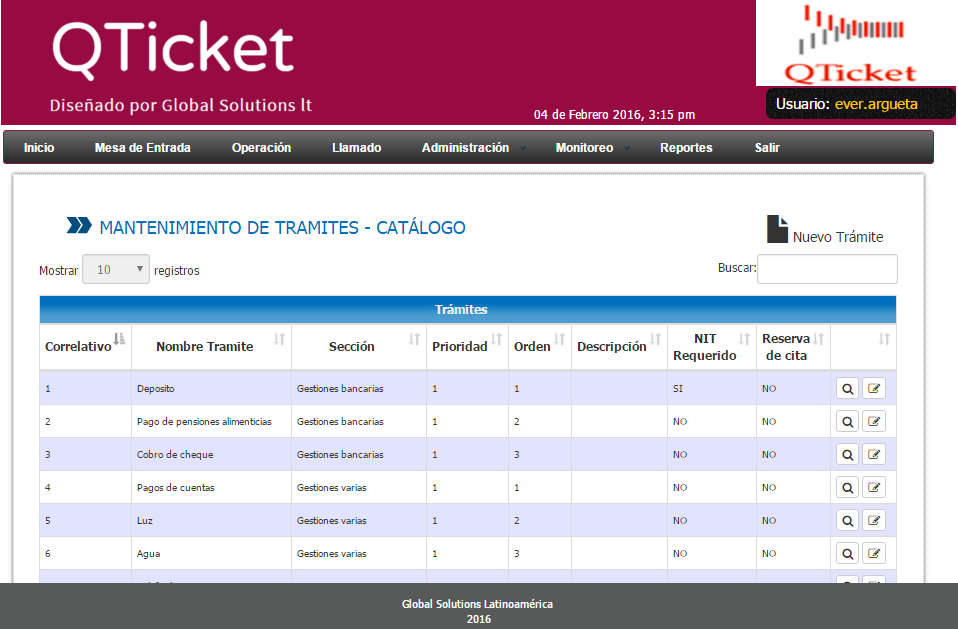 QTicket
Diseñado por Global Solutions lt
QTicket
04 de Febrero 2016, 3:15 pm
Usuario: ever.argueta
Inicio Mesa de Entrada Operación Llamado Administración Monitoreo Reportes Salir
MANTENIMIENTO DE TRAMITES - CATÁLOGO
Nuevo Trámite
Mostrar 10 registros
Buscar:
Trámites
Correlativo Nombre Tramite Sección Prioridad Orden Descripción NIT Requerido Reserva de cita
1 Deposito Gestiones bancarias 1 1 SI NO
2 Pago de pensiones alimenticias Gestiones bancarias 1 2 NO NO
3 Cobro de cheque Gestiones bancarias 1 3 NO NO
4 Pagos de cuentas Gestiones varias 1 1 NO NO
5 Luz Gestiones varias 1 2 NO NO
6 Agua Gestiones varias 1 3 NO NO
Global Solutions Latinoamérica
2016